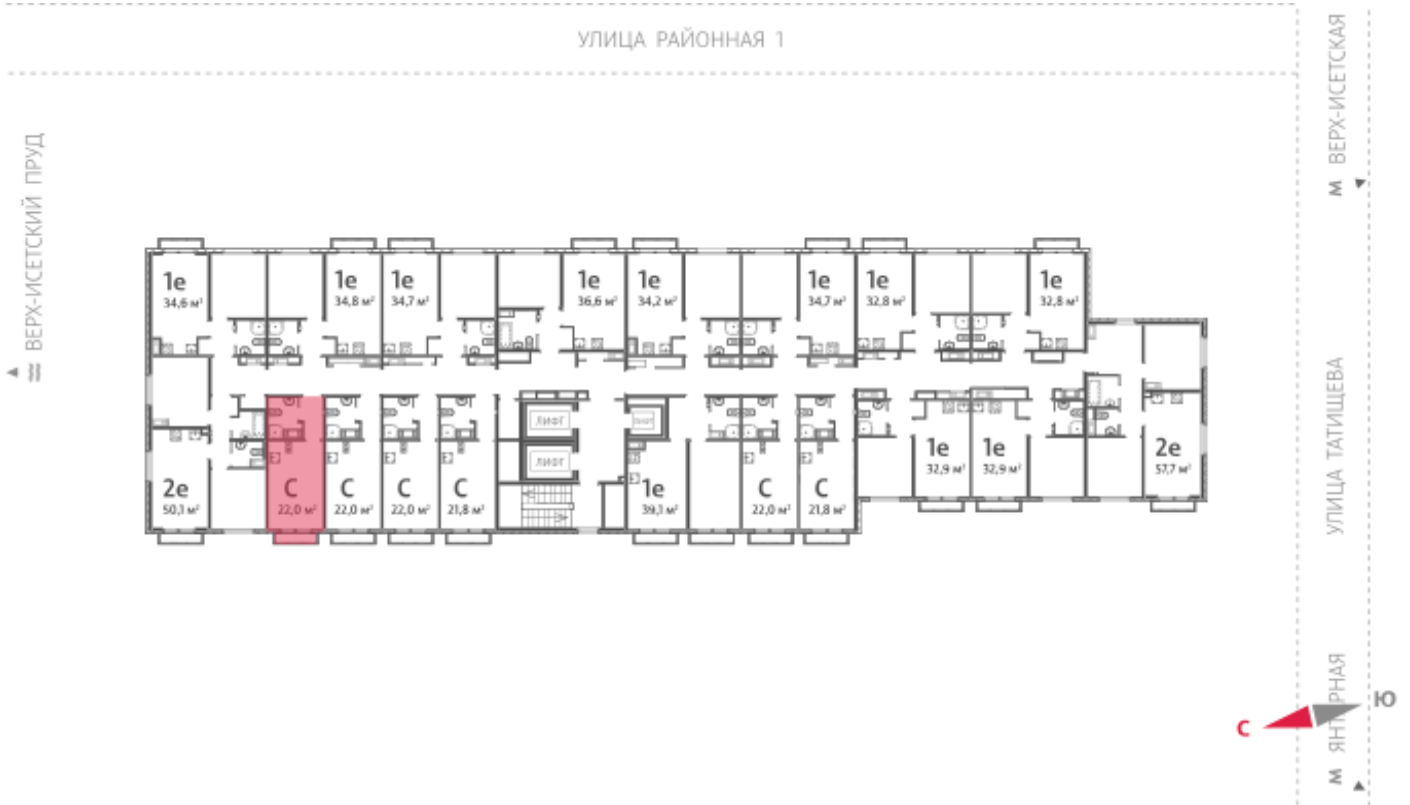 УЛИЦА РАЙОННАЯ 1
ВЕРХ-ИСЕТСКИЙ ПРУД
М ВЕРХ-ИСЕТСКАЯ
УЛИЦА ТАТИЩЕВА
М ЯНТАРНАЯ
1е
34,6 м²
1е
34,8 м²
1е
34,7 м²
1е
36,6 м²
1е
34,2 м²
1е
34,7 м²
1е
32,8 м²
1е
32,8 м²
2е
50,1 м²
С
22,0 м²
С
22,0 м²
С
22,0 м²
С
21,8 м²
ЛИФТ
ЛИФТ
ЛИФТ
1е
39,1 м²
С
22,0 м²
С
21,8 м²
1е
32,9 м²
1е
32,9 м²
2е
57,7 м²
С
Ю